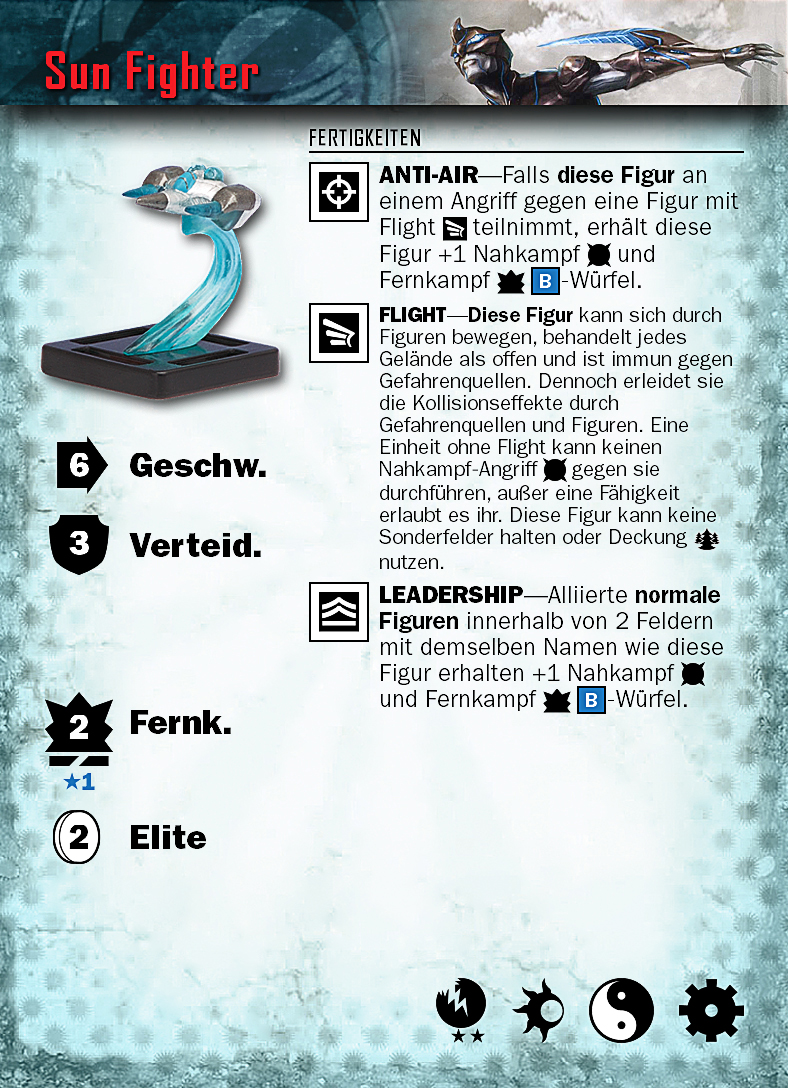 Sun Fighter
FERTIGKEITEN
ANTI-AIR—Falls diese Figur an
einem Angriff gegen eine Figur mit
Flight teilnimmt, erhält diese
Figur +1 Nahkampf und
Fernkampf B-Würfel.
FLIGHT—Diese Figur kann sich durch
Figuren bewegen, behandelt jedes
Gelände als offen und ist immun gegen
Gefahrenquellen. Dennoch erleidet sie
die Kollisionseffekte durch
Gefahrenquellen und Figuren. Eine
Einheit ohne Flight kann keinen
Nahkampf-Angriff gegen sie
durchführen, außer eine Fähigkeit
erlaubt es ihr. Diese Figur kann keine
Sonderfelder halten oder Deckung
nutzen.
LEADERSHIP—Alliierte normale
Figuren innerhalb von 2 Feldern
mit demselben Namen wie diese
Figur erhalten +1 Nahkampf
und Fernkampf B-Würfel.
6 Geschw.
3 Verteid.
2 Fernk.
★1
2 Elite